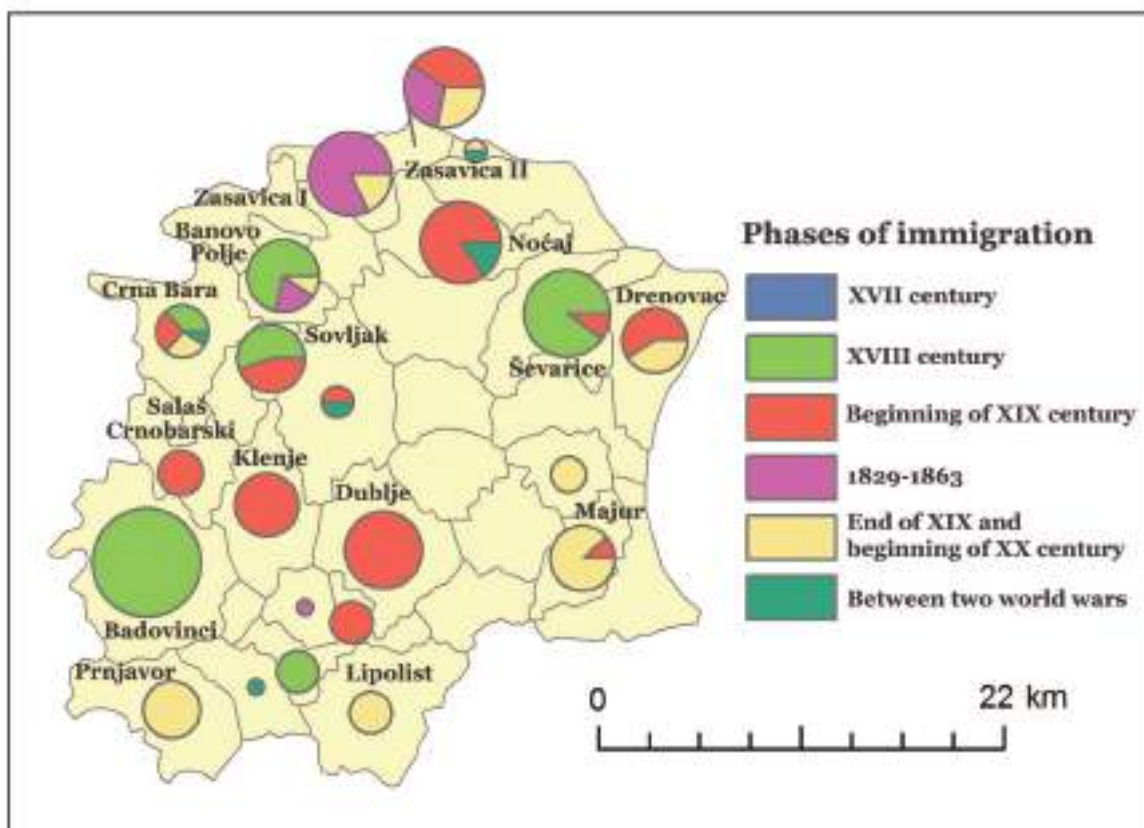 Zasavica II
Zasavica I
Banovo
Polje
Noćaj
Crna Bara
Drenovac
Sovljak
Ševarice
Salaš
Crnobarski
Klenje
Dublje
Majur
Badovinci
Prnjavor
Lipolist
Phases of immigration
XVII century
XVIII century
Beginning of XIX century
1829-1863
End of XIX and
beginning of XX century
Between two world wars
0
22 km